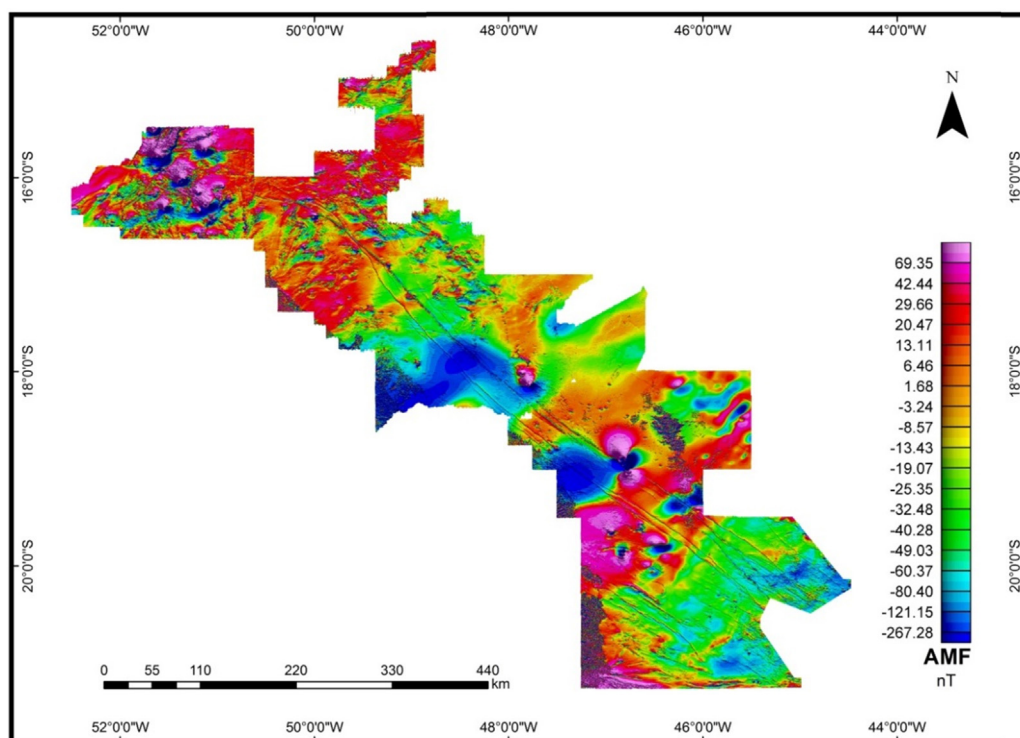 52°0'0"W 50°0'0"W 48°0'0"W 46°0'0"W 44°0'0"W
N
16°0'0"S 16°0'0"S
18°0'0"S 18°0'0"S
20°0'0"S 20°0'0"S
69.35
42.44
29.66
20.47
13.11
6.46
1.68
-3.24
-8.57
-13.43
-19.07
-25.35
-32.48
-40.28
-49.03
-60.37
-80.40
-121.15
-267.28
AMF
nT
0 55 110 220 330 440
km
52°0'0"W 50°0'0"W 48°0'0"W 46°0'0"W 44°0'0"W